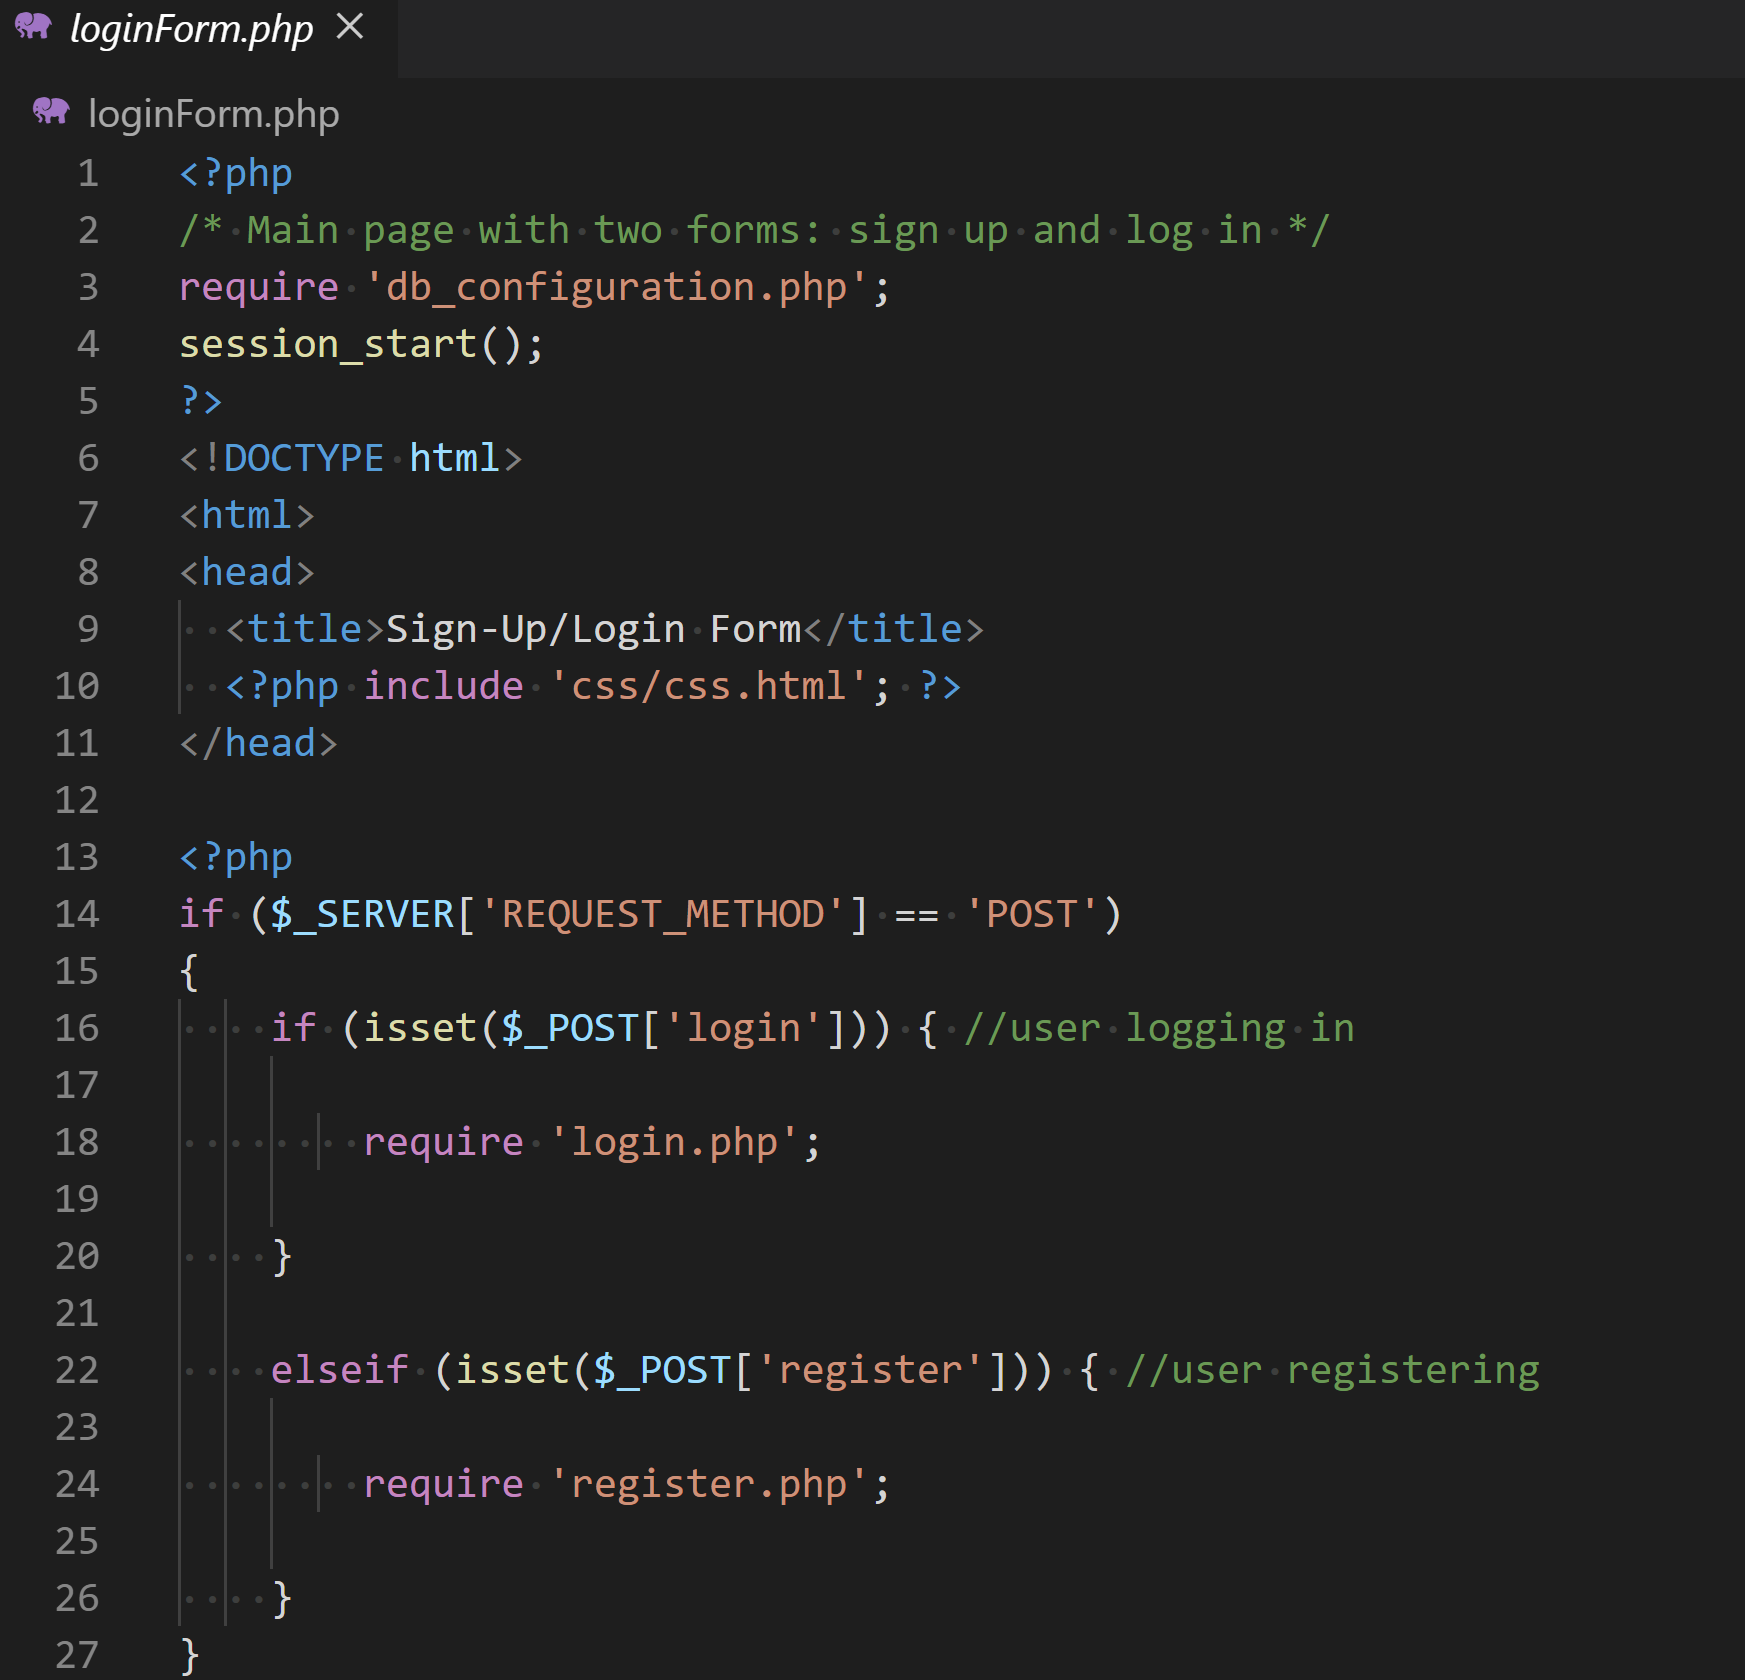 loginForm.php
loginForm.php
1 <?php
2 /* Main page with two forms: sign up and log in */
3 require 'db_configuration.php';
4 session_start();
5 ?>
6 <!DOCTYPE html>
7 <html>
8 <head>
9   <title>Sign-Up/Login Form</title>
10   <?php include 'css/css.html'; ?>
11 </head>
12
13 <?php
14 if ($_SERVER['REQUEST_METHOD'] == 'POST')
15 {
16     if (isset($_POST['login'])) { //user logging in
17
18         require 'login.php';
19
20     }
21
22     elseif (isset($_POST['register'])) { //user registering
23
24         require 'register.php';
25
26     }
27 }